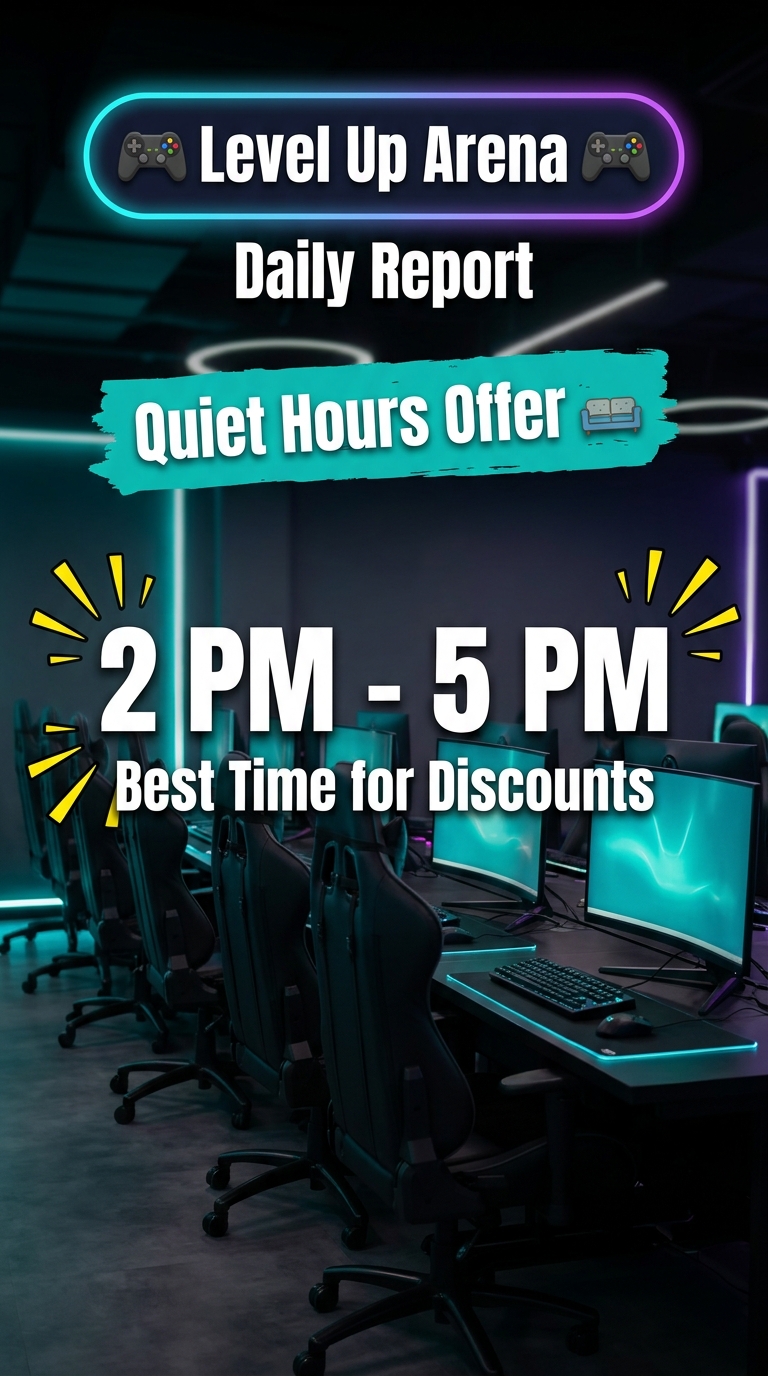 🎮 Level Up Arena 🎮
Daily Report
Quiet Hours Offer 🛋️
2 PM - 5 PM
Best Time for Discounts